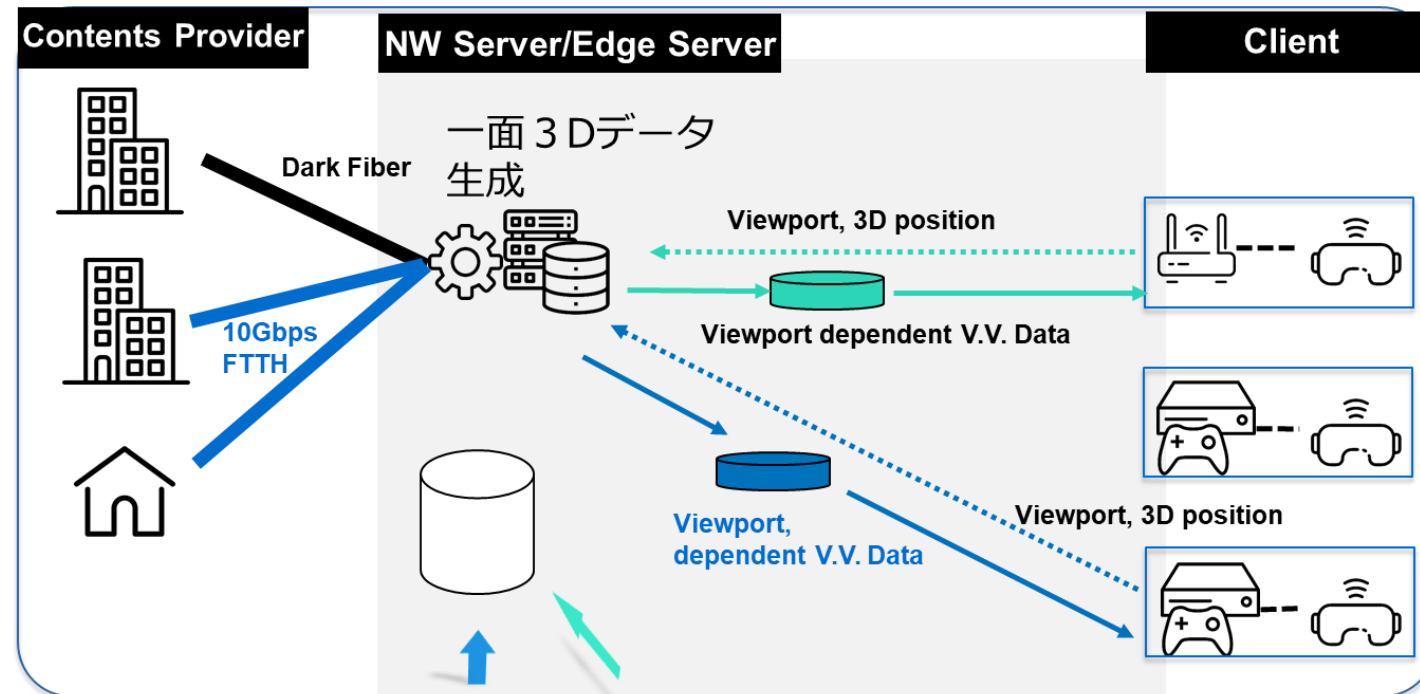 Contents Provider
NW Server/Edge Server
Client
一面３Dデータ
生成
Dark Fiber
Viewport, 3D position
10Gbps
FTTH
Viewport dependent V.V. Data
Viewport,
dependent V.V. Data
Viewport, 3D position